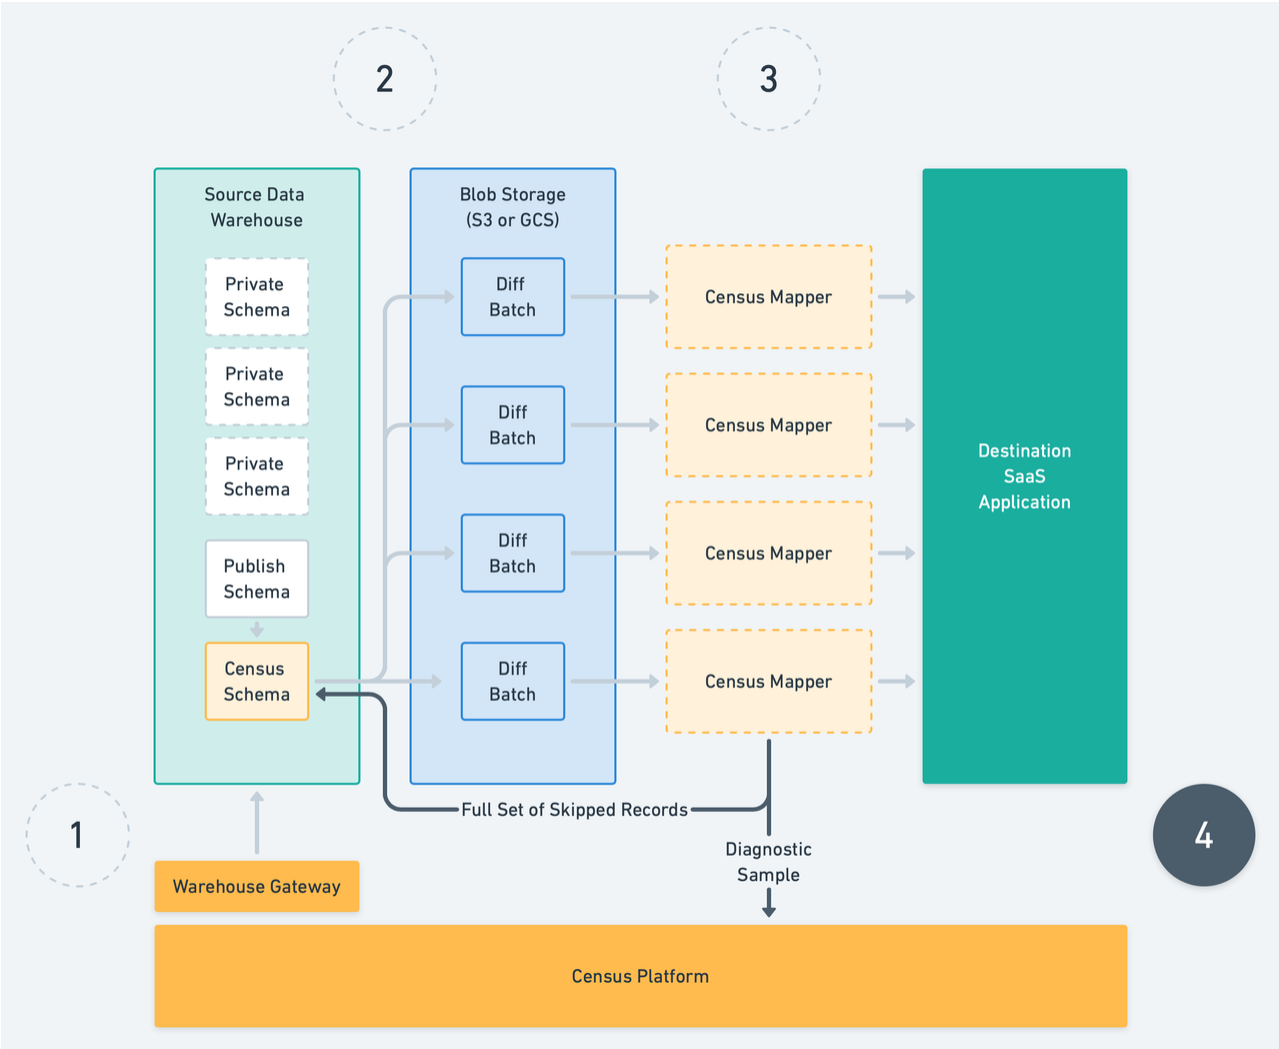 2
3
Source Data
Warehouse
Blob Storage
(S3 or GCS)
Private
Schema
Private
Schema
Private
Schema
Publish
Schema
Census
Schema
Diff
Batch
Diff
Batch
Diff
Batch
Diff
Batch
Census Mapper
Census Mapper
Census Mapper
Census Mapper
Destination
SaaS
Application
Full Set of Skipped Records
1
4
Diagnostic
Sample
Warehouse Gateway
Census Platform